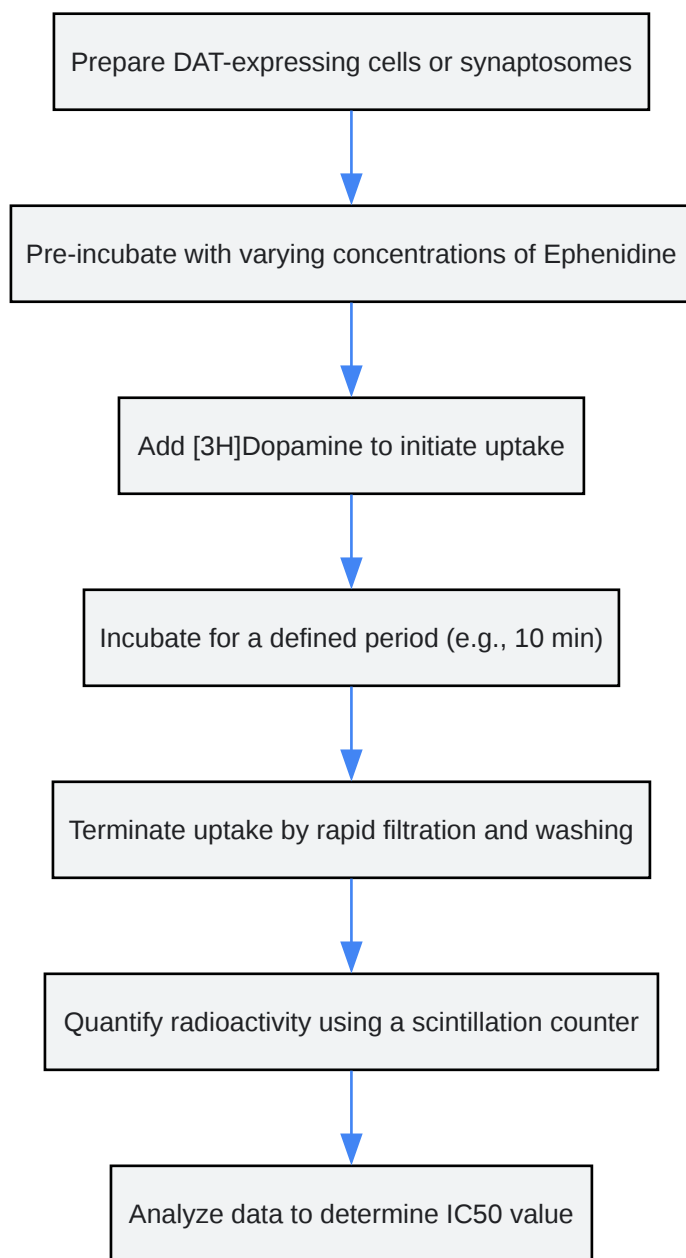 Prepare DAT-expressing cells or synaptosomes
Pre-incubate with varying concentrations of Ephenidine
Add [3H]Dopamine to initiate uptake
Incubate for a defined period (e.g., 10 min)
Terminate uptake by rapid filtration and washing
Quantify radioactivity using a scintillation counter
Analyze data to determine IC50 value